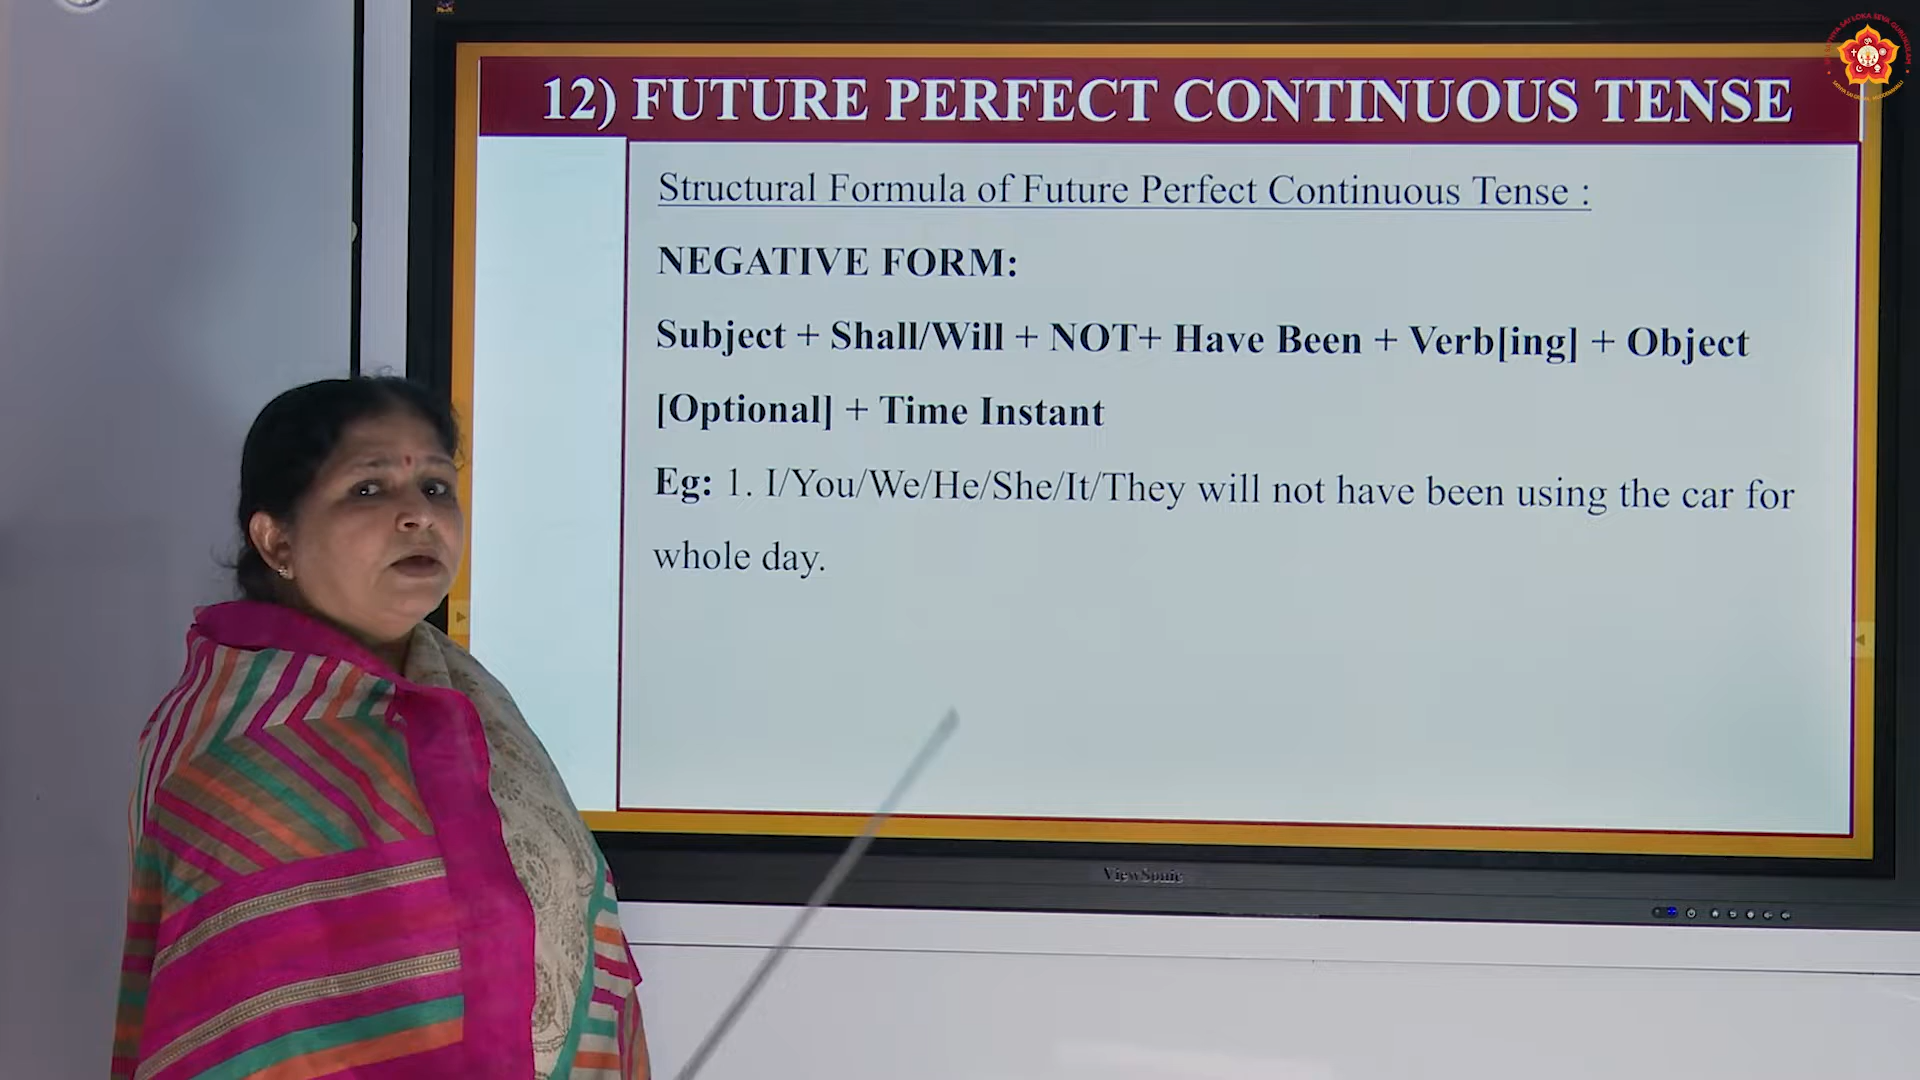 12) FUTURE PERFECT CONTINUOUS TENSE
Structural Formula of Future Perfect Continuous Tense :
NEGATIVE FORM:
Subject + Shall/Will + NOT+ Have Been + Verb[ing] + Object
[Optional] + Time Instant
Eg: 1. I/You/We/He/She/It/They will not have been using the car for
whole day.
ViewSonic